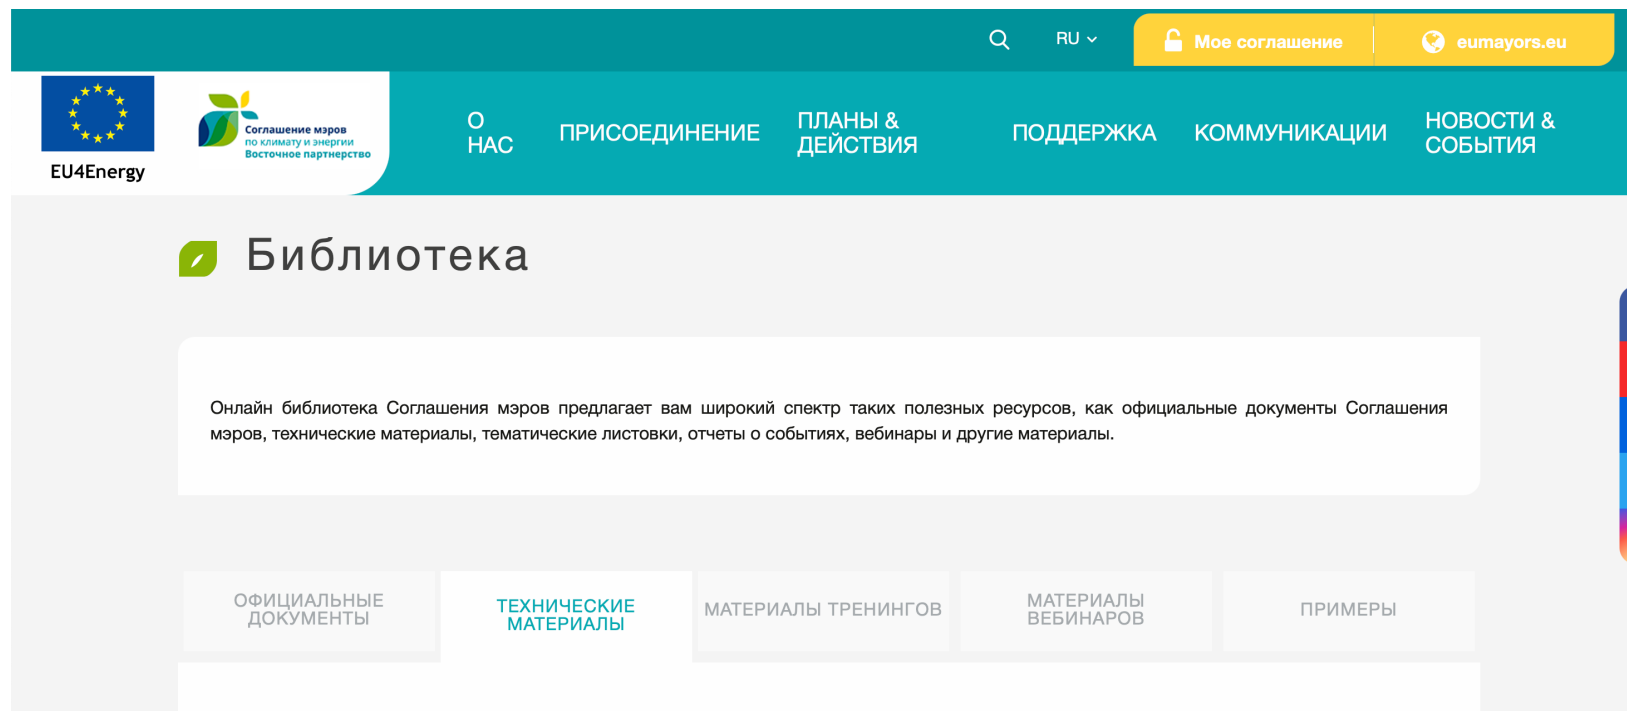 RU
Мое соглашение
eumayors.eu
EU4Energy
Соглашение мэров
по климату и энергии
Восточное партнерство
О
НАС
ПРИСОЕДИНЕНИЕ
ПЛАНЫ &
ДЕЙСТВИЯ
ПОДДЕРЖКА
КОММУНИКАЦИИ
НОВОСТИ &
СОБЫТИЯ
Библиотека
Онлайн библиотека Соглашения мэров предлагает вам широкий спектр таких полезных ресурсов, как официальные документы Соглашения
мэров, технические материалы, тематические листовки, отчеты о событиях, вебинары и другие материалы.
ОФИЦИАЛЬНЫЕ
ДОКУМЕНТЫ
ТЕХНИЧЕСКИЕ
МАТЕРИАЛЫ
МАТЕРИАЛЫ ТРЕНИНГОВ
МАТЕРИАЛЫ
ВЕБИНАРОВ
ПРИМЕРЫ